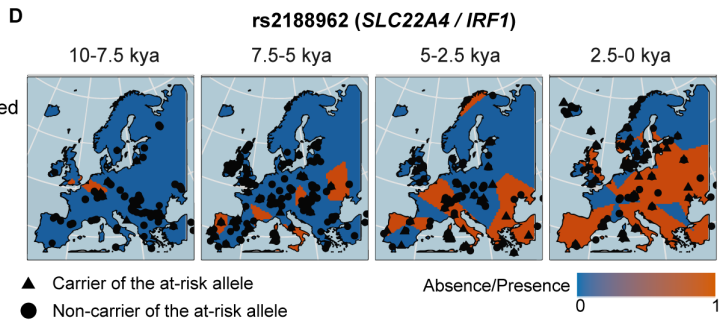 D
rs2188962 (SLC22A4 / IRF1)
10-7.5 kya 7.5-5 kya 5-2.5 kya 2.5-0 kya
ed
Carrier of the at-risk allele
Non-carrier of the at-risk allele
Absence/Presence
0 1